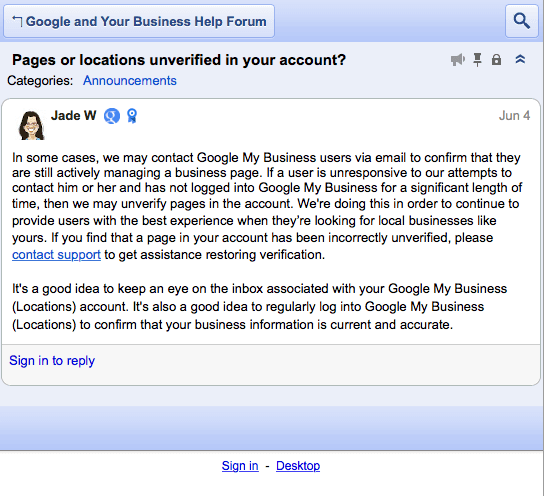 Google and Your Business Help Forum
Pages or locations unverified in your account?
Categories: Announcements
Jade W
Jun 4
In some cases, we may contact Google My Business users via email to confirm that they
are still actively managing a business page. If a user is unresponsive to our attempts to
contact him or her and has not logged into Google My Business for a significant length of
time, then we may unverify pages in the account. We're doing this in order to continue to
provide users with the best experience when they're looking for local businesses like
yours. If you find that a page in your account has been incorrectly unverified, please
contact support to get assistance restoring verification.
It's a good idea to keep an eye on the inbox associated with your Google My Business
(Locations) account. It's also a good idea to regularly log into Google My Business
(Locations) to confirm that your business information is current and accurate.
Sign in to reply
Sign in - Desktop